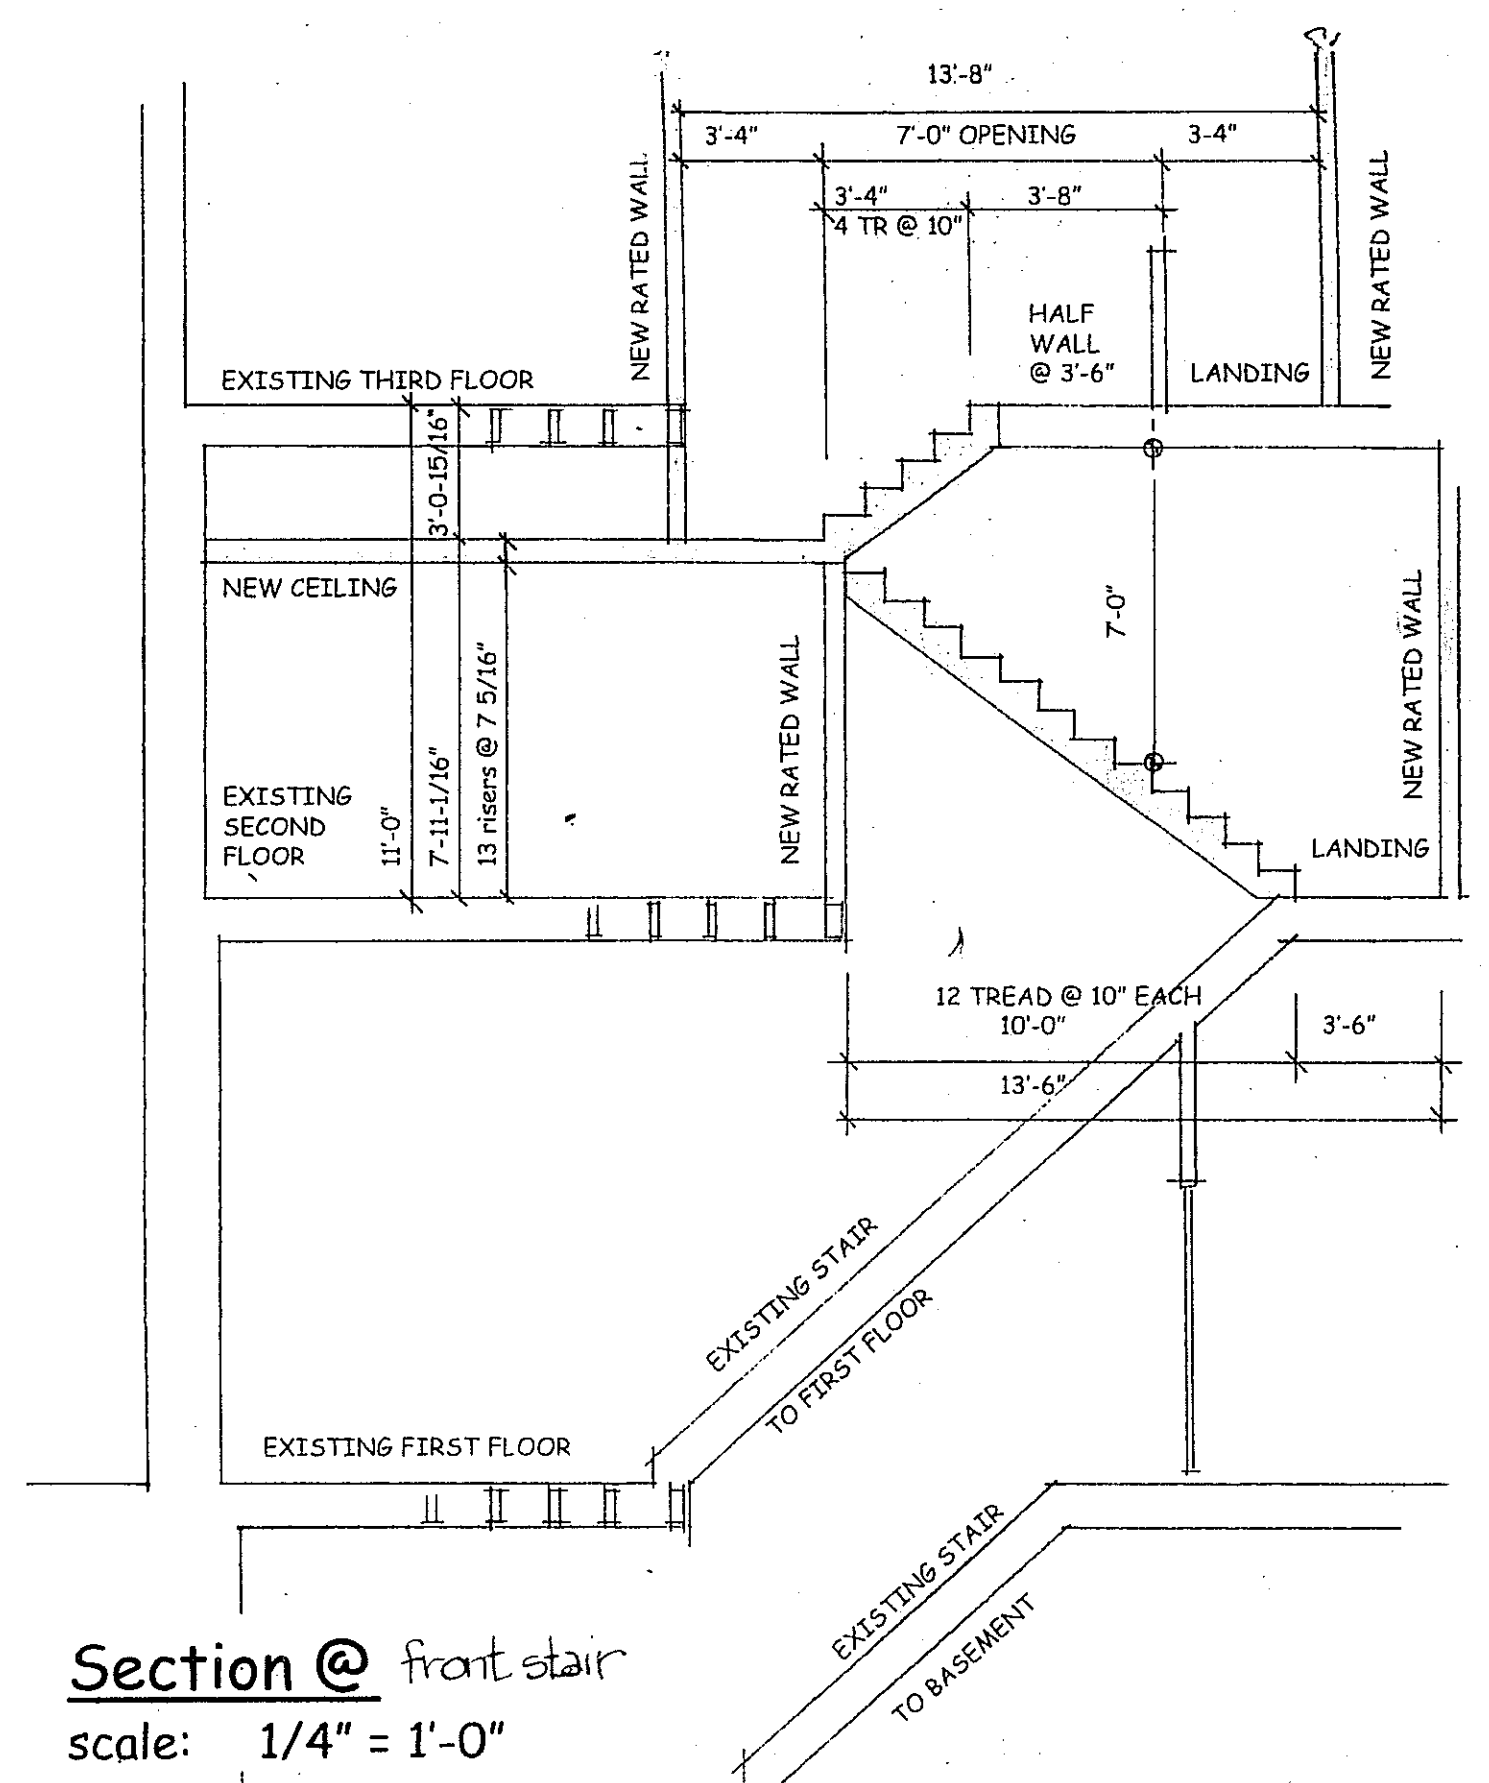 13'-8"
3'-4"
7'-0" OPENING
3-4"
3'-4"
4 TR @ 10"
3'-8"
NEW RATED WALL
NEW RATED WALL
HALF
WALL
@ 3'-6"
LANDING
EXISTING THIRD FLOOR
3'-0-15/16"
NEW CEILING
7'-0"
NEW RATED WALL
NEW RATED WALL
13 risers @ 7 5/16"
7'-11-1/16"
11'-0"
EXISTING
SECOND
FLOOR
LANDING
12 TREAD @ 10" EACH
10'-0"
3'-6"
13'-6"
EXISTING STAIR
TO FIRST FLOOR
EXISTING FIRST FLOOR
EXISTING STAIR
TO BASEMENT
Section @ front stair
scale: 1/4" = 1'-0"